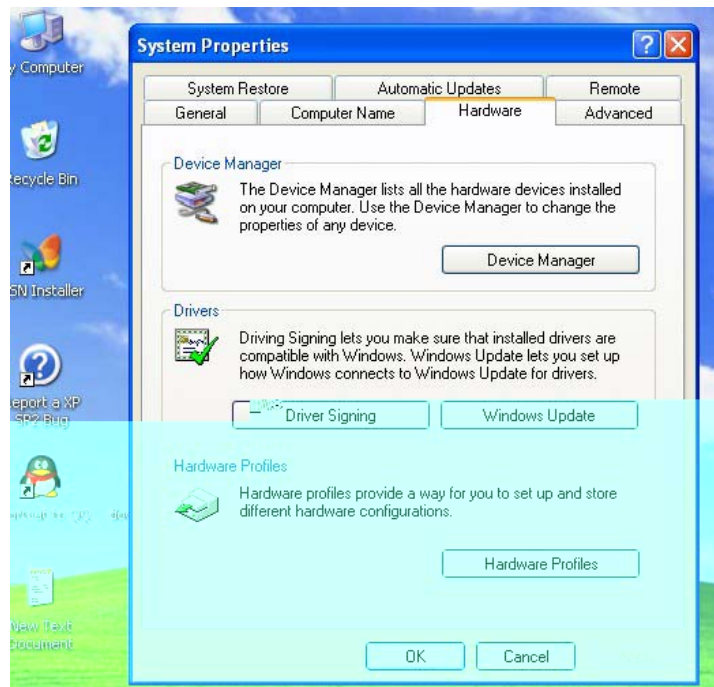 y Computer
ecycle Bin
SN Installer
eport a XP
SP2 Bug
New Text
Document
System Properties
System Restore Automatic Updates Remote
General Computer Name Hardware Advanced
Device Manager
The Device Manager lists all the hardware devices installed
on your computer. Use the Device Manager to change the
properties of any device.
Device Manager
Drivers
Driving Signing lets you make sure that installed drivers are
compatible with Windows. Windows Update lets you set up
how Windows connects to Windows Update for drivers.
Driver Signing Windows Update
Hardware Profiles
Hardware profiles provide a way for you to set up and store
different hardware configurations.
Hardware Profiles
OK Cancel